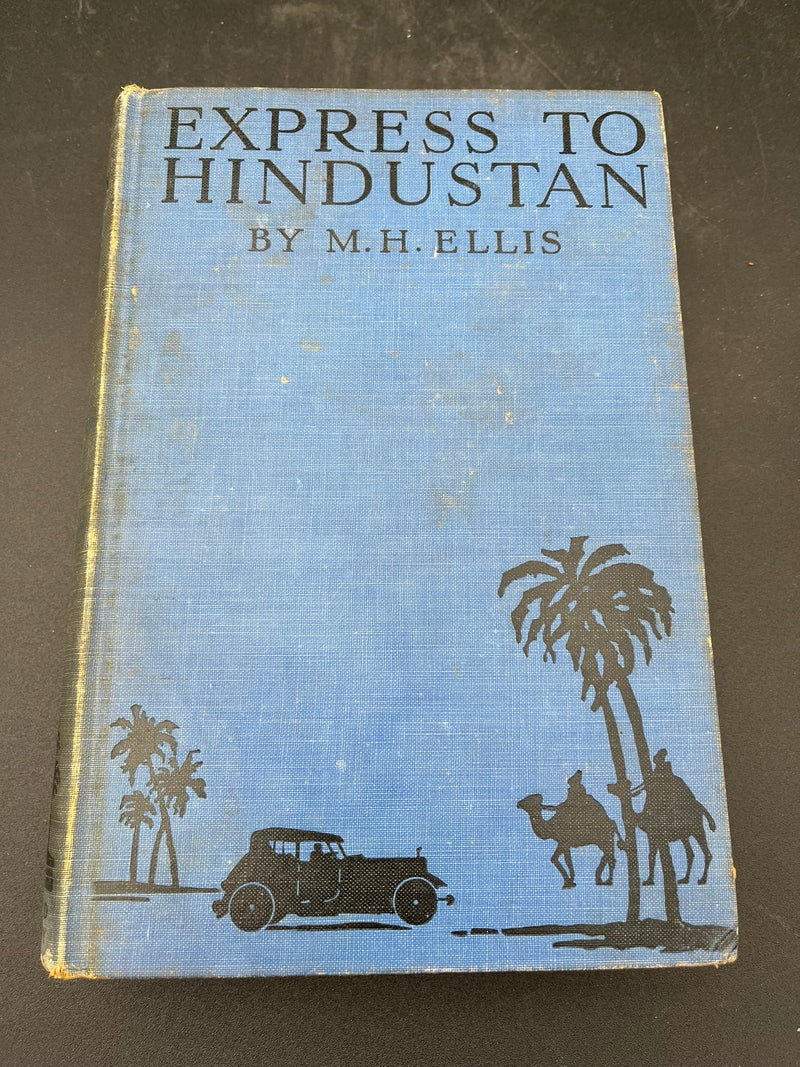 EXPRESS TO
HINDUSTAN
BY M.H. ELLIS